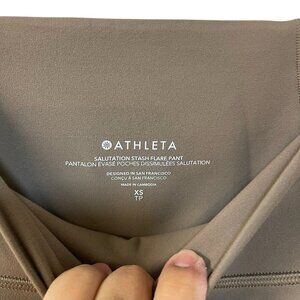 ATHLETA
SALUTATION STASH FLARE PANT
PANTALON ÉVASÉ POCHES DISSIMULÉES SALUTATION
DESIGNED IN SAN FRANCISCO
CONÇU À SAN FRANCISCO
MADE IN CAMBODIA
XS
TP